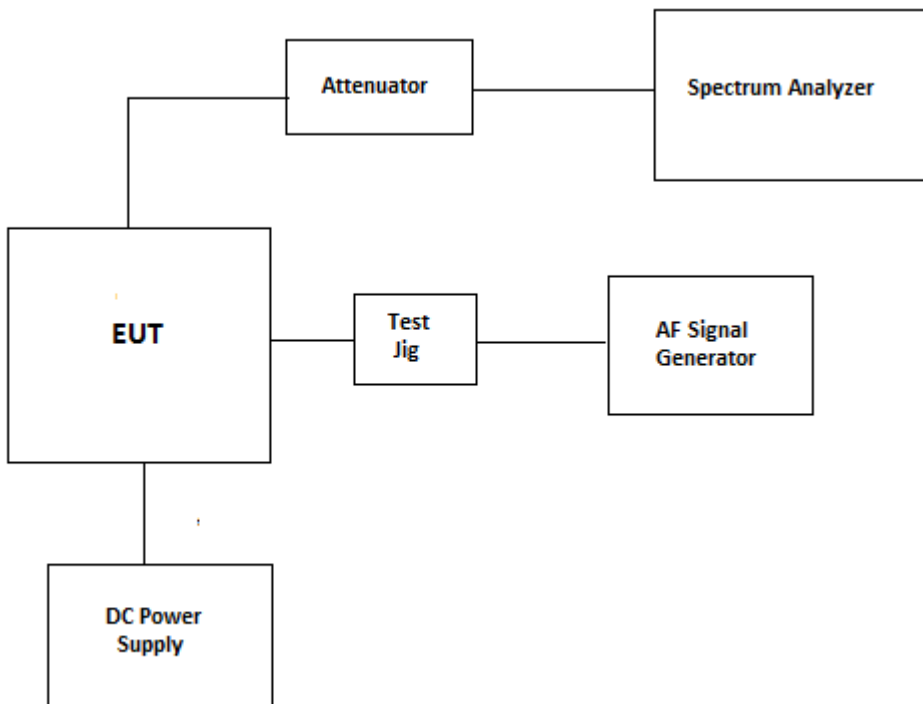 Attenuator
Spectrum Analyzer
EUT
Test
Jig
AF Signal
Generator
DC Power
Supply